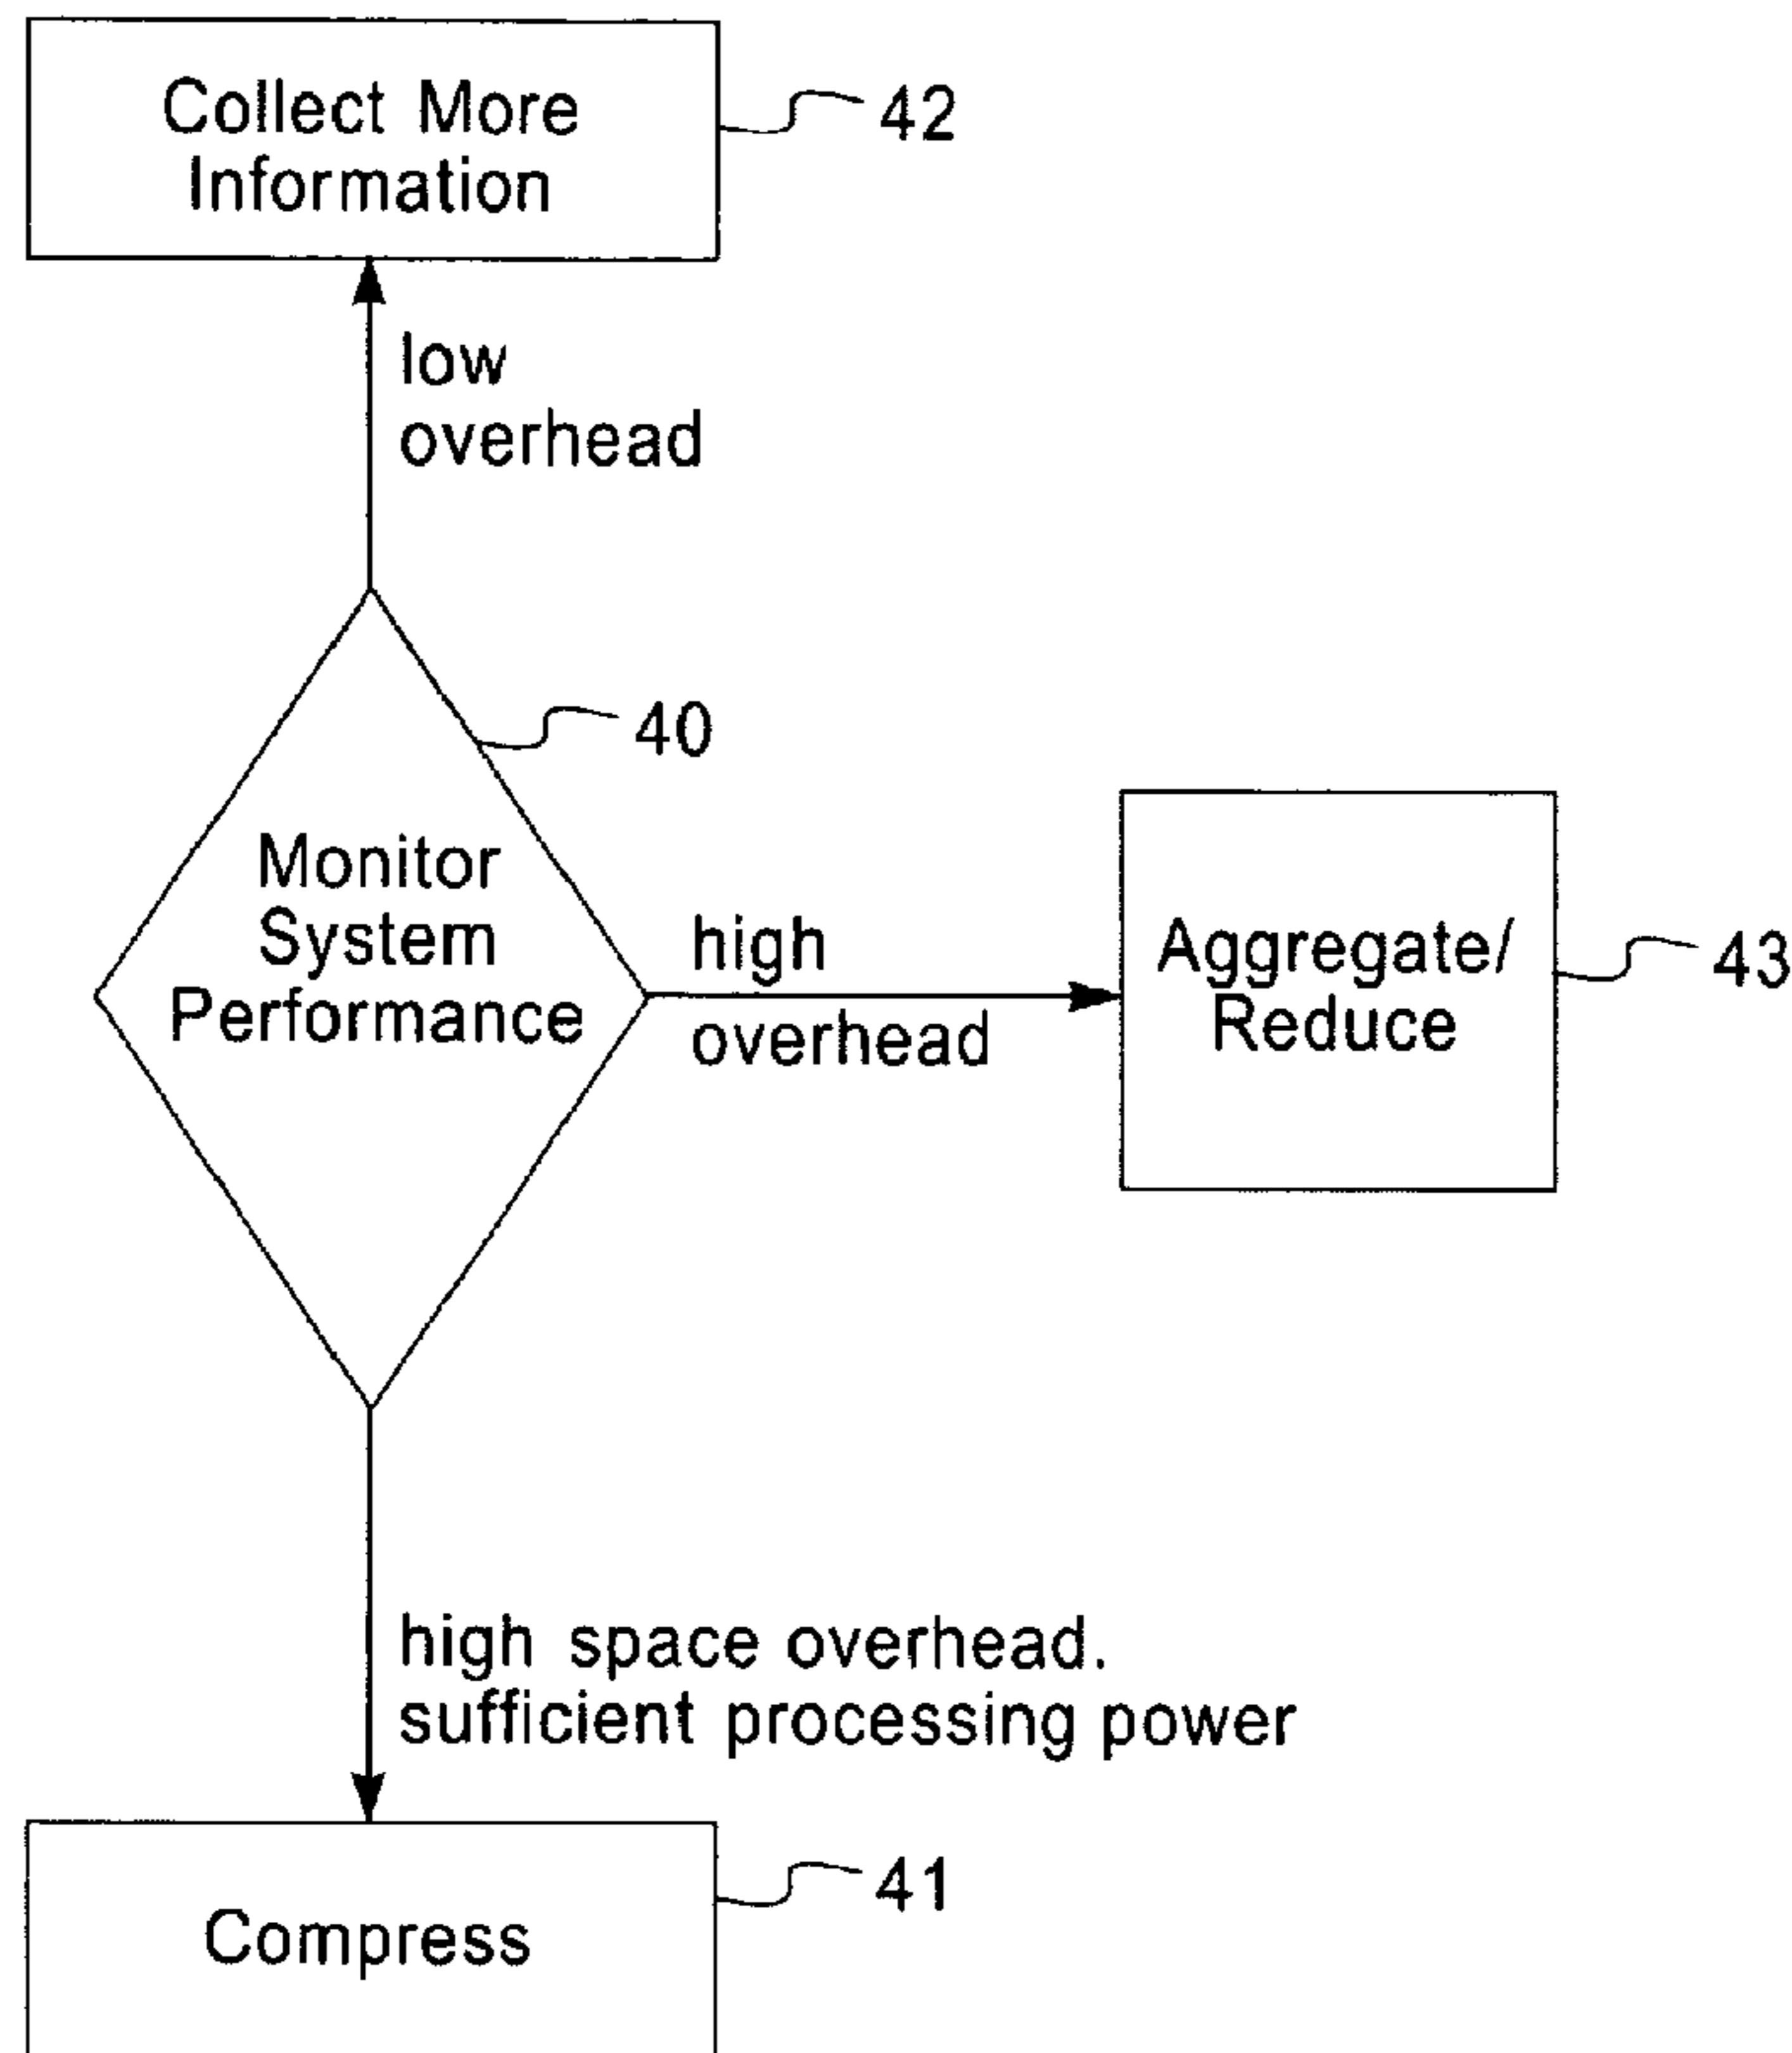 Collect More
Information
42
low
overhead
40
Monitor
System
Performance
high
overhead
Aggregate/
Reduce
43
high space overhead.
sufficient processing power
41
Compress